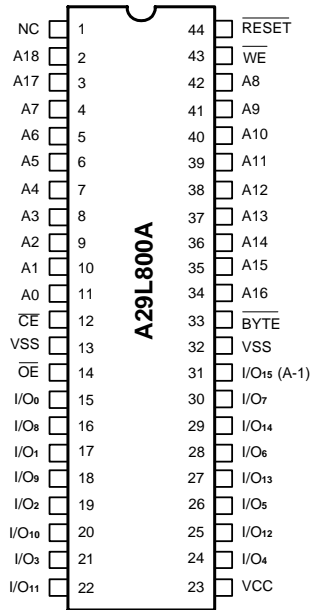 NC 1 44 RESET
A18 2 43 WE
A17 3 42 A8
A7 4 41 A9
A6 5 40 A10
A5 6 39 A11
A4 7 38 A12
A3 8 37 A13
A2 9 36 A14
A1 10 35 A15
A0 11 34 A16
CE 12 33 BYTE
VSS 13 32 VSS
OE 14 31 I/O15 (A-1)
I/O0 15 30 I/O7
I/O8 16 29 I/O14
I/O1 17 28 I/O6
I/O9 18 27 I/O13
I/O2 19 26 I/O5
I/O10 20 25 I/O12
I/O3 21 24 I/O4
I/O11 22 23 VCC
A29L800A